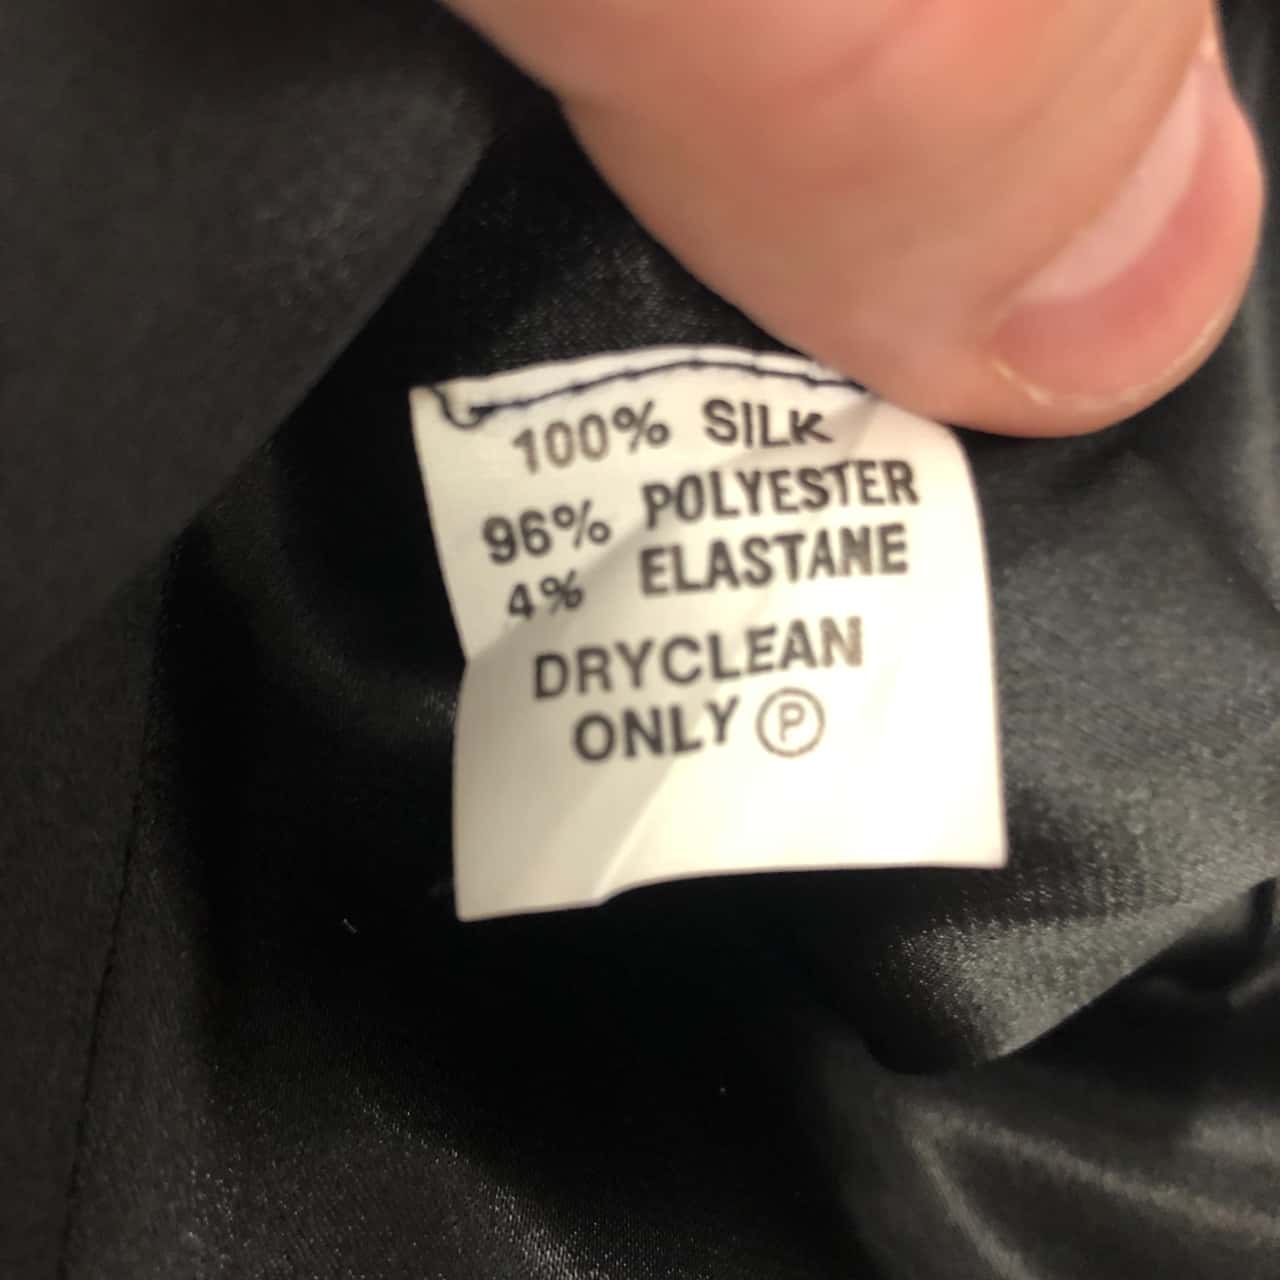 100% SILK
96% POLYESTER
4% ELASTANE
DRYCLEAN
ONLY Ⓟ